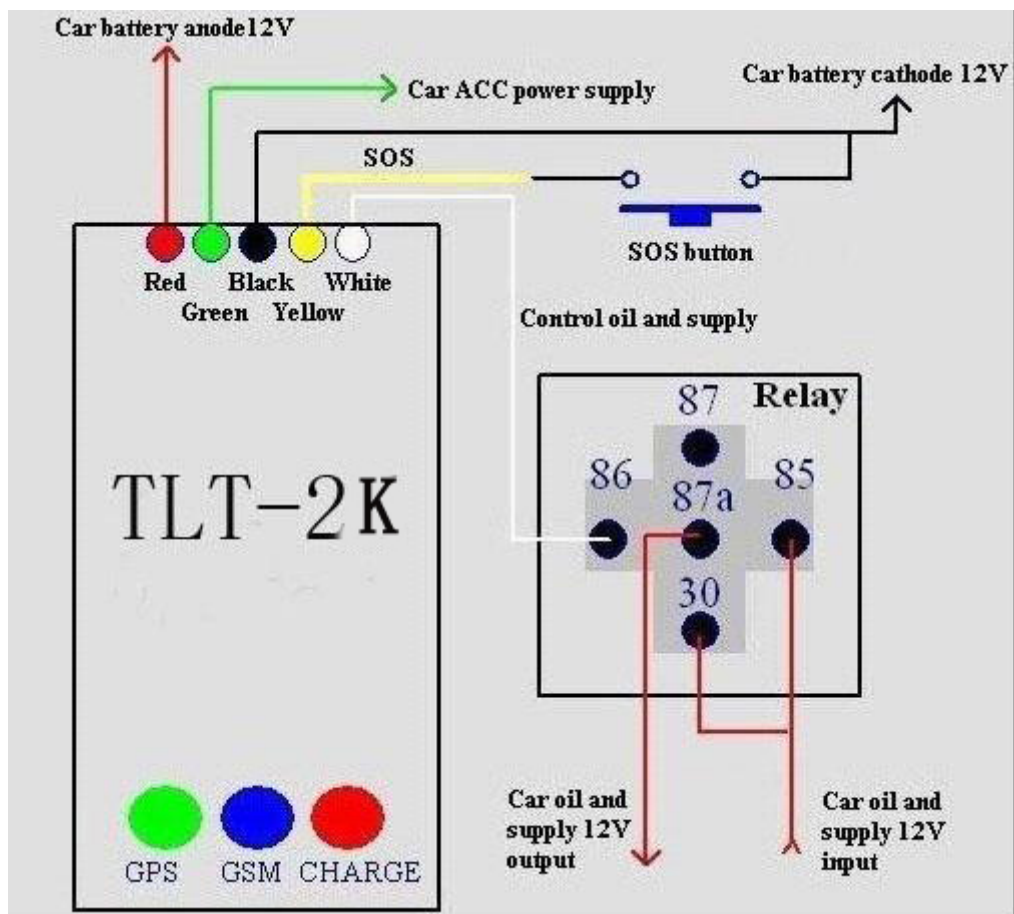 Car battery anode12V
Car ACC power supply
Car battery cathode 12V
SOS
SOS button
Red
Black
White
Green
Yellow
Control oil and supply
Relay
87
86
85
87a
30
TLT-2K
Car oil and
supply 12V
output
Car oil and
supply 12V
input
GPS
GSM
CHARGE